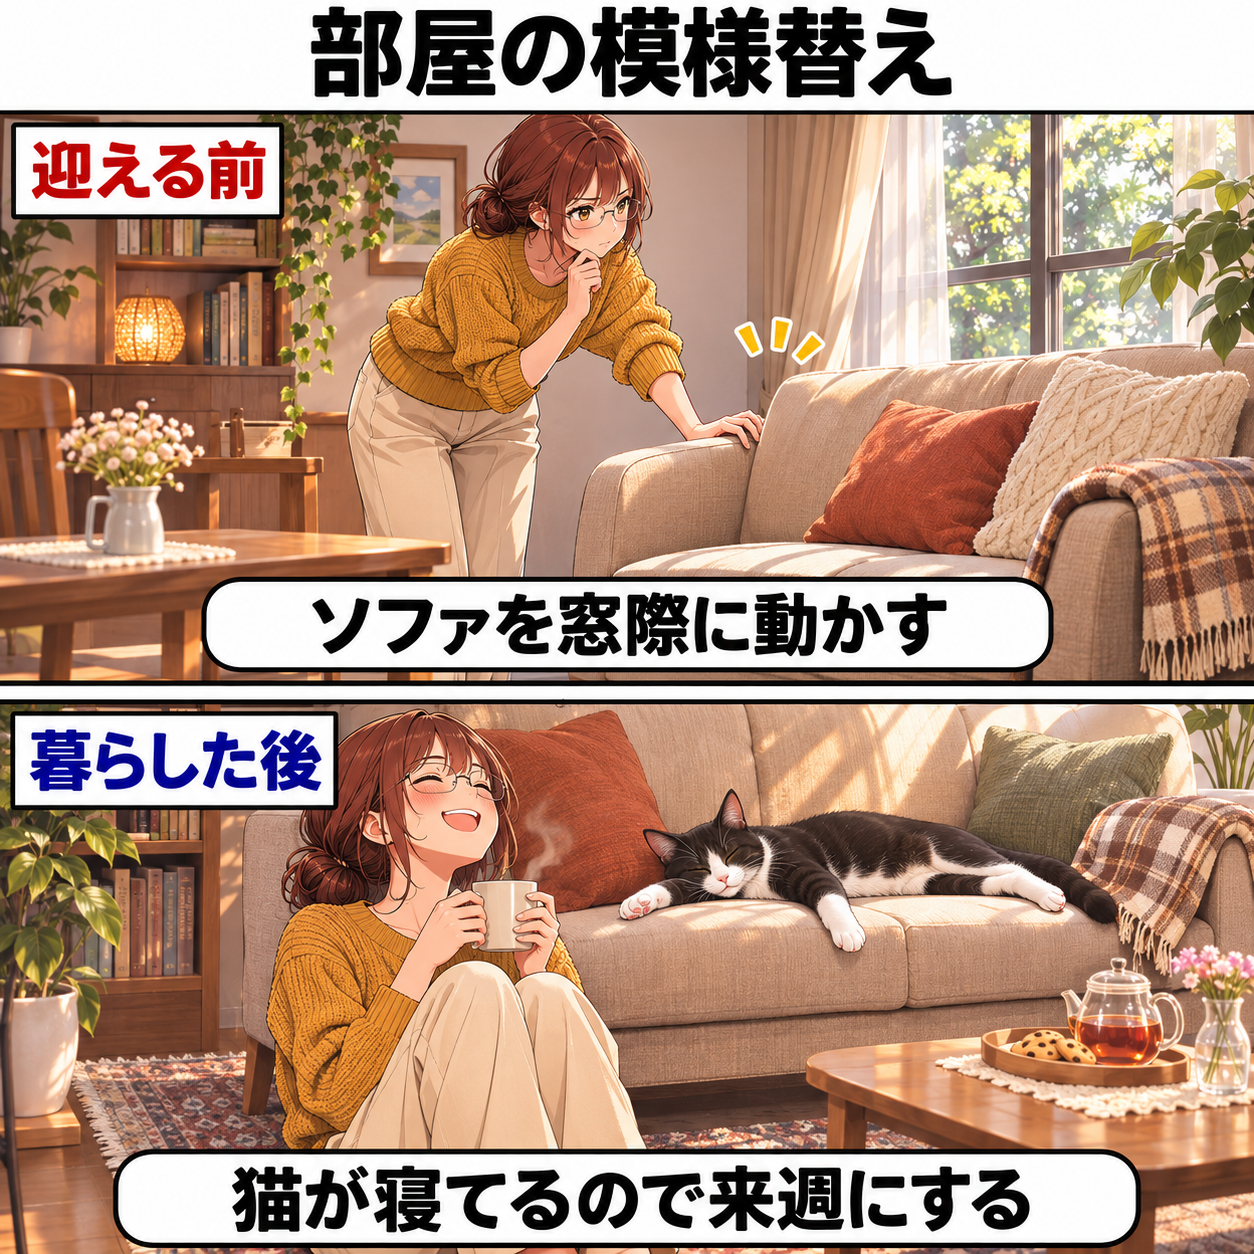 部屋の模様替え
迎える前
ソファを窓際に動かす
暮らした後
猫が寝てるので来週にする